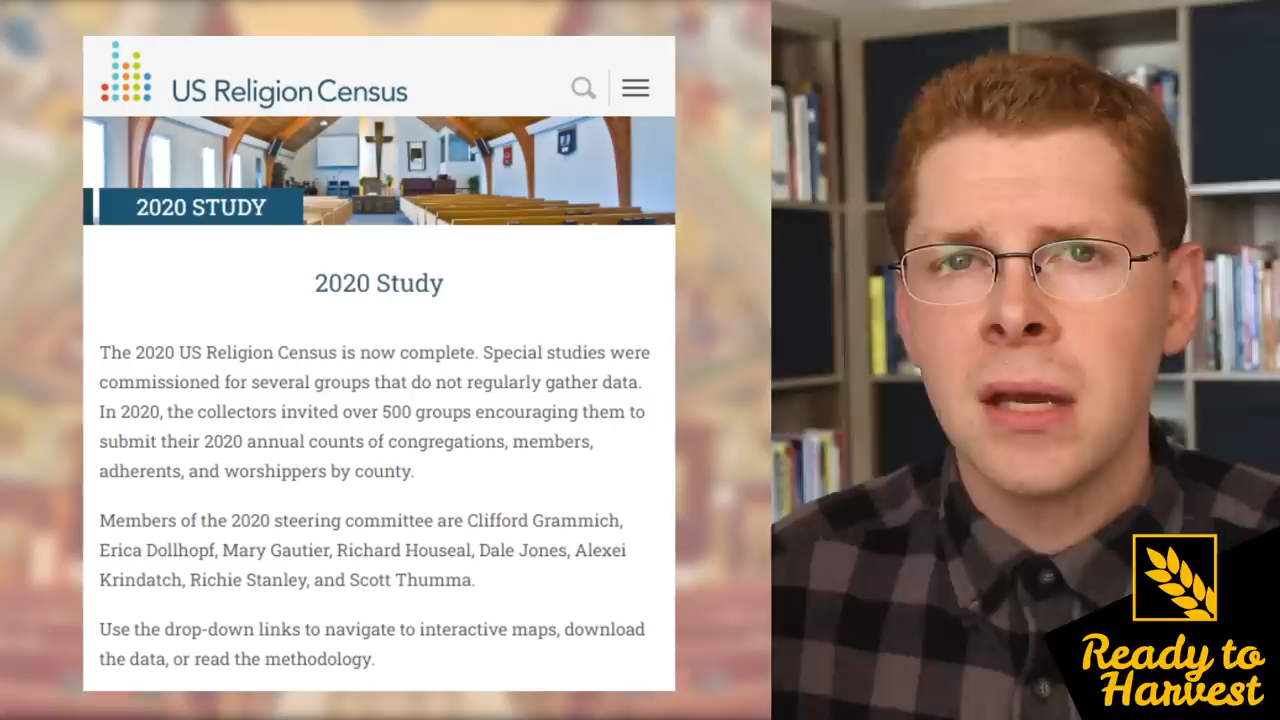 US Religion Census
2020 STUDY
2020 Study
The 2020 US Religion Census is now complete. Special studies were
commissioned for several groups that do not regularly gather data.
In 2020, the collectors invited over 500 groups encouraging them to
submit their 2020 annual counts of congregations, members,
adherents, and worshippers by county.
Members of the 2020 steering committee are Clifford Grammich,
Erica Dollhopf, Mary Gautier, Richard Houseal, Dale Jones, Alexei
Krindatch, Richie Stanley, and Scott Thumma.
Use the drop-down links to navigate to interactive maps, download
the data, or read the methodology.
Ready to
Harvest